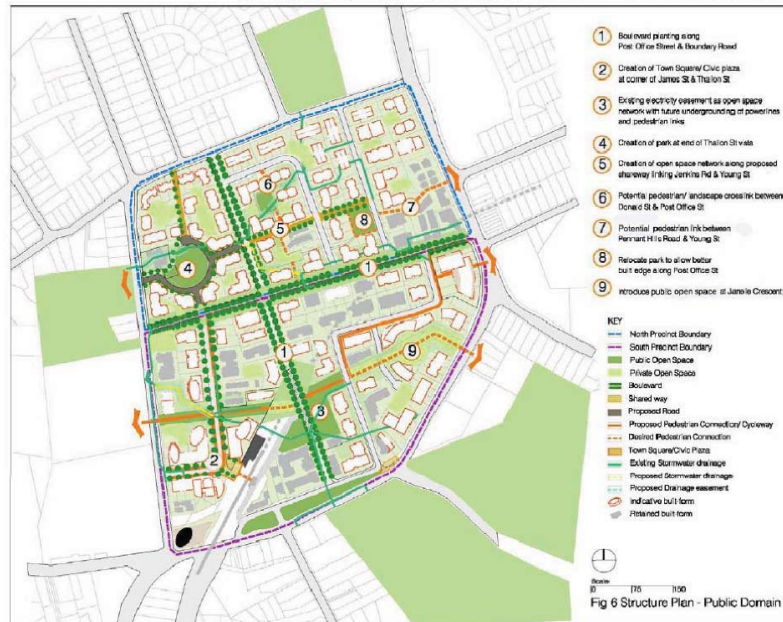 1 Boulevard planting along
Post Office Street & Boundary Road
2 Creation of Town Square/ Civic plaza
at corner of James St & Thallon St
3 Existing electricity easement as open space
network with future undergrounding of powerlines
and pedestrian links
4 Creation of park at end of Thallon St vista
5 Creation of open space network along proposed
shareway linking Jenkins Rd & Young St
6 Potential pedestrian/ landscape crosslink between
Donald St & Post Office St
7 Potential pedestrian link between
Pennant Hills Road & Young St
8 Relocate park to allow better
built edge along Post Office St
9 Introduce public open space at Janelle Crescent
KEY
North Precinct Boundary
South Precinct Boundary
Public Open Space
Private Open Space
Boulevard
Shared way
Proposed Road
Proposed Pedestrian Connection/ Cycleway
Desired Pedestrian Connection
Town Square/Civic Plaza
Existing Stormwater drainage
Proposed Stormwater drainage
Proposed Drainage easement
Indicative built-form
Retained built-form
Scale:
0 75 150
Fig 6 Structure Plan - Public Domain
6
7
5
8
4
1
1
9
3
2